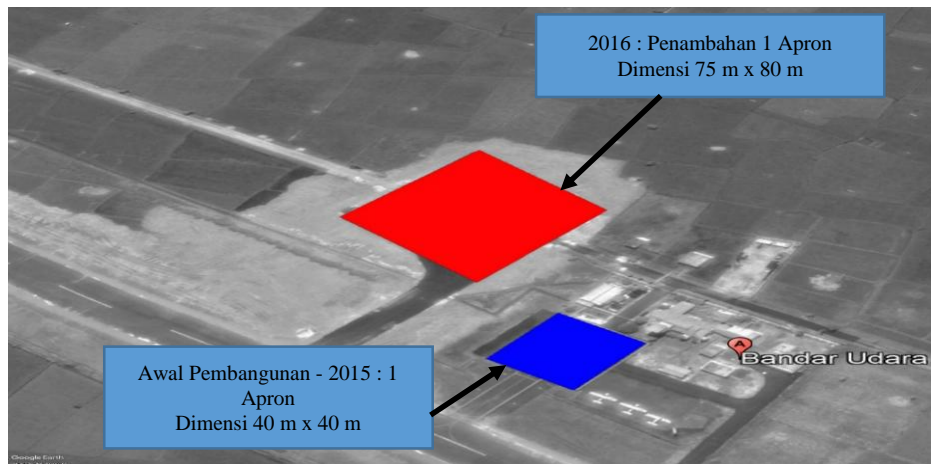 2016 : Penambahan 1 Apron
Dimensi 75 m x 80 m
Awal Pembangunan - 2015 : 1
Apron
Dimensi 40 m x 40 m
A
Bandar Udara
Google Earth